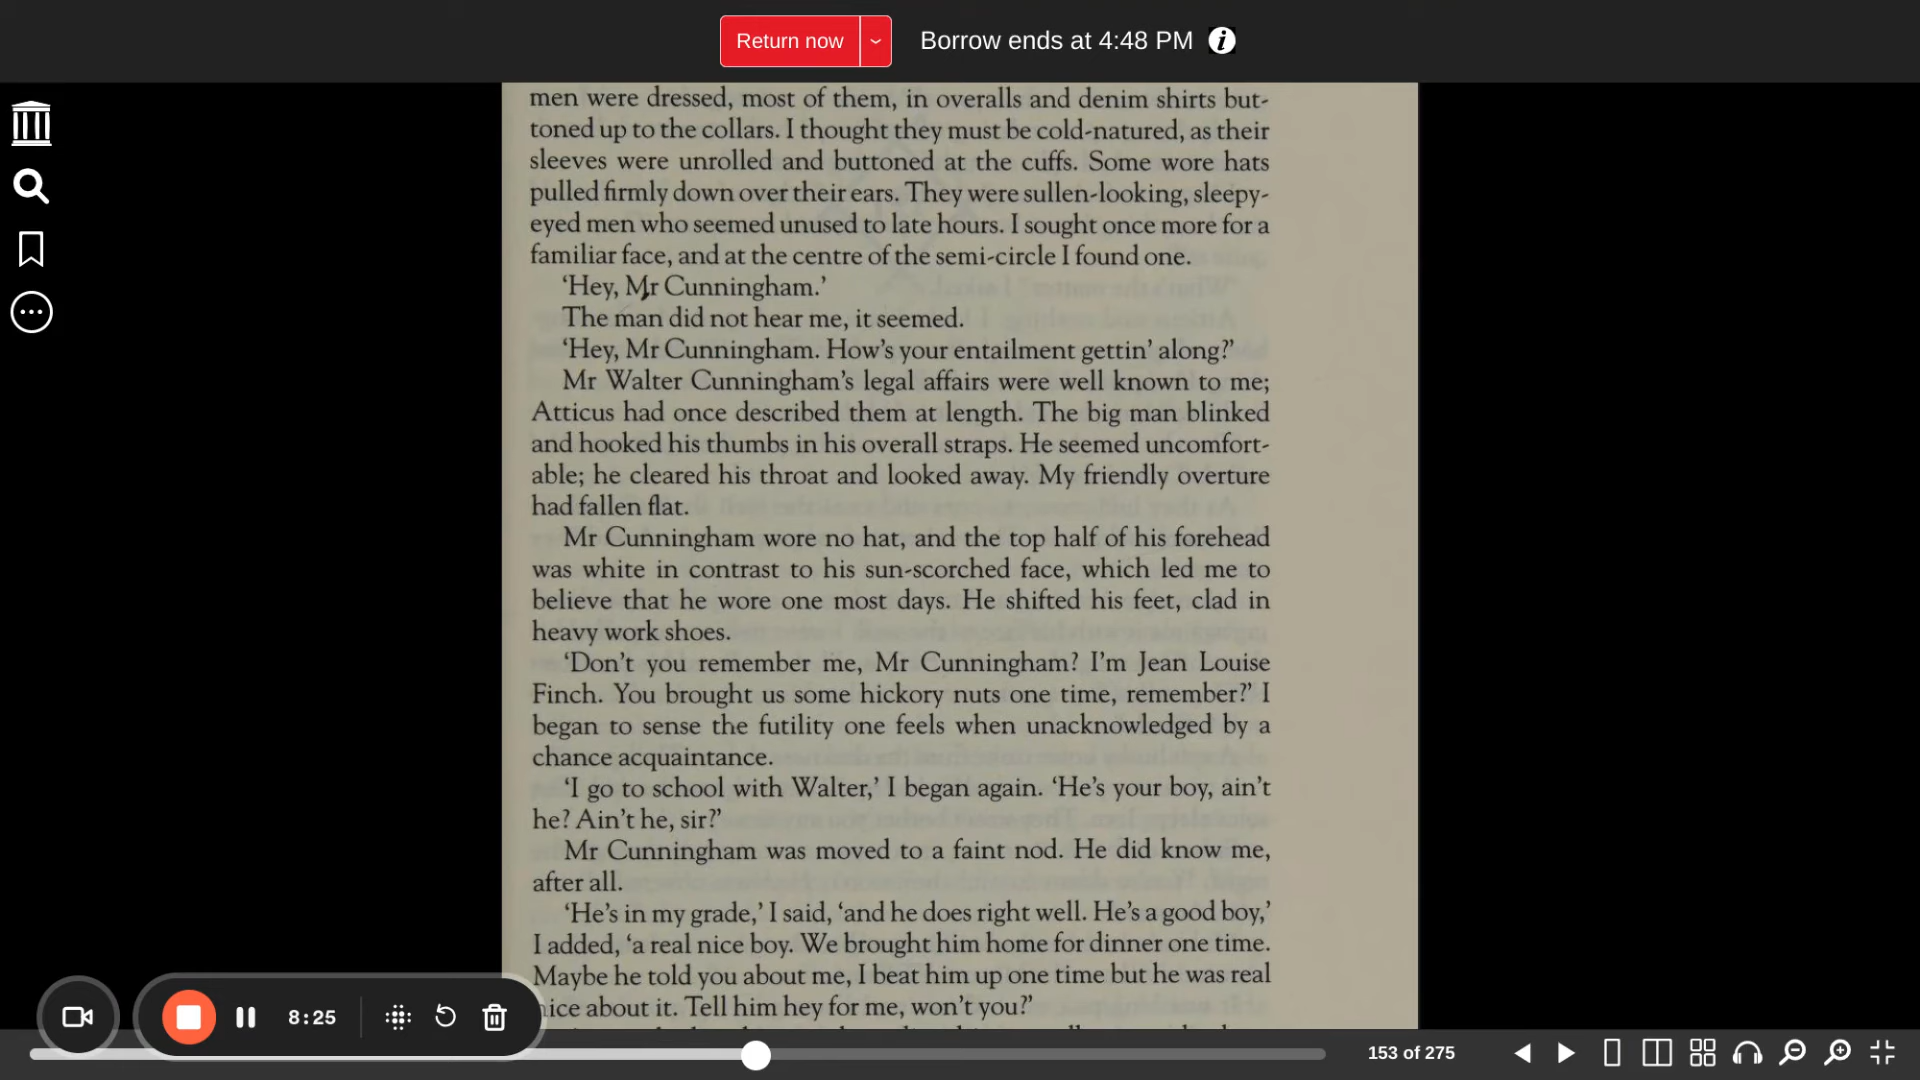 Return now
Borrow ends at 4:48 PM
men were dressed, most of them, in overalls and denim shirts but-
toned up to the collars. I thought they must be cold-natured, as their
sleeves were unrolled and buttoned at the cuffs. Some wore hats
pulled firmly down over their ears. They were sullen-looking, sleepy-
eyed men who seemed unused to late hours. I sought once more for a
familiar face, and at the centre of the semi-circle I found one.
‘Hey, Mr Cunningham.’
The man did not hear me, it seemed.
‘Hey, Mr Cunningham. How’s your entailment gettin’ along?’
Mr Walter Cunningham’s legal affairs were well known to me;
Atticus had once described them at length. The big man blinked
and hooked his thumbs in his overall straps. He seemed uncomfort-
able; he cleared his throat and looked away. My friendly overture
had fallen flat.
Mr Cunningham wore no hat, and the top half of his forehead
was white in contrast to his sun-scorched face, which led me to
believe that he wore one most days. He shifted his feet, clad in
heavy work shoes.
‘Don’t you remember me, Mr Cunningham? I’m Jean Louise
Finch. You brought us some hickory nuts one time, remember?’ I
began to sense the futility one feels when unacknowledged by a
chance acquaintance.
‘I go to school with Walter,’ I began again. ‘He’s your boy, ain’t
he? Ain’t he, sir?’
Mr Cunningham was moved to a faint nod. He did know me,
after all.
‘He’s in my grade,’ I said, ‘and he does right well. He’s a good boy,’
I added, ‘a real nice boy. We brought him home for dinner one time.
Maybe he told you about me, I beat him up one time but he was real
nice about it. Tell him hey for me, won’t you?’
8:25
153 of 275